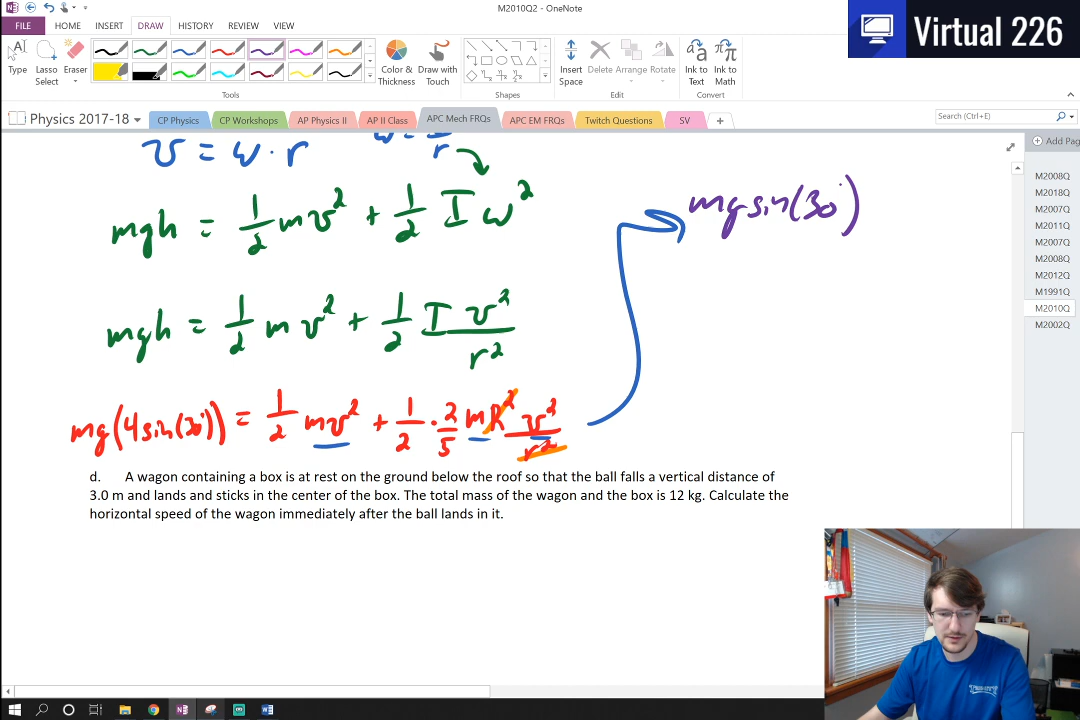 M2010Q2 - OneNote
FILE HOME INSERT DRAW HISTORY REVIEW VIEW
Virtual 226
Type Lasso Select Eraser Color & Thickness Draw with Touch Insert Space Delete Arrange Rotate Ink to Text Ink to Math
Tools Shapes Edit Convert
Physics 2017-18 CP Physics CP Workshops AP Physics II AP II Class APC Mech FRQs APC EM FRQs Twitch Questions SV + Search (Ctrl+E)
Add Pag
M2008Q
M2018Q
M2007Q
M2011Q
M2007Q
M2008Q
M2012Q
M1991Q
M2010Q
M2002Q
v = ω · r
mgh = 1/2 mv² + 1/2 I ω²
mg sin(30°)
mgh = 1/2 m v² + 1/2 I v²/r²
mg(4sin(30°)) = 1/2 mv² + 1/2 · 2/5 mR² v²/r²
d. A wagon containing a box is at rest on the ground below the roof so that the ball falls a vertical distance of
3.0 m and lands and sticks in the center of the box. The total mass of the wagon and the box is 12 kg. Calculate the
horizontal speed of the wagon immediately after the ball lands in it.